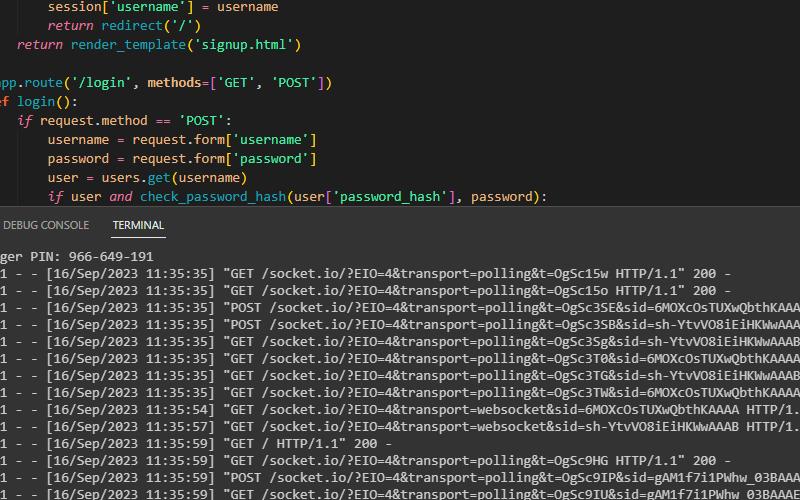 session['username'] = username
return redirect('/')
return render_template('signup.html')
app.route('/login', methods=['GET', 'POST'])
ef login():
if request.method == 'POST':
username = request.form['username']
password = request.form['password']
user = users.get(username)
if user and check_password_hash(user['password_hash'], password):
DEBUG CONSOLE TERMINAL
ger PIN: 966-649-191
1 - - [16/Sep/2023 11:35:35] "GET /socket.io/?EIO=4&transport=polling&t=OgSc15w HTTP/1.1" 200 -
1 - - [16/Sep/2023 11:35:35] "GET /socket.io/?EIO=4&transport=polling&t=OgSc15o HTTP/1.1" 200 -
1 - - [16/Sep/2023 11:35:35] "POST /socket.io/?EIO=4&transport=polling&t=OgSc3SE&sid=6MOXcOsTUXwQbthKAAAA
1 - - [16/Sep/2023 11:35:35] "POST /socket.io/?EIO=4&transport=polling&t=OgSc3SB&sid=sh-YtvVO8iEiHKWwAAAB
1 - - [16/Sep/2023 11:35:35] "GET /socket.io/?EIO=4&transport=polling&t=OgSc3Sg&sid=sh-YtvVO8iEiHKWwAAAB
1 - - [16/Sep/2023 11:35:35] "GET /socket.io/?EIO=4&transport=polling&t=OgSc3T0&sid=6MOXcOsTUXwQbthKAAAA
1 - - [16/Sep/2023 11:35:35] "GET /socket.io/?EIO=4&transport=polling&t=OgSc3TG&sid=sh-YtvVO8iEiHKWwAAAB
1 - - [16/Sep/2023 11:35:35] "GET /socket.io/?EIO=4&transport=polling&t=OgSc3TW&sid=6MOXcOsTUXwQbthKAAAA
1 - - [16/Sep/2023 11:35:54] "GET /socket.io/?EIO=4&transport=websocket&sid=6MOXcOsTUXwQbthKAAAA HTTP/1.
1 - - [16/Sep/2023 11:35:57] "GET /socket.io/?EIO=4&transport=websocket&sid=sh-YtvVO8iEiHKWwAAAB HTTP/1.
1 - - [16/Sep/2023 11:35:59] "GET / HTTP/1.1" 200 -
1 - - [16/Sep/2023 11:35:59] "GET /socket.io/?EIO=4&transport=polling&t=OgSc9HG HTTP/1.1" 200 -
1 - - [16/Sep/2023 11:35:59] "POST /socket.io/?EIO=4&transport=polling&t=OgSc9IP&sid=gAM1f7i1PWhw_03BAAAE
1 - - [16/Sep/2023 11:35:59] "GET /socket.io/?EIO=4&transport=polling&t=OgSc9IU&sid=gAM1f7i1PWhw_03BAAAE